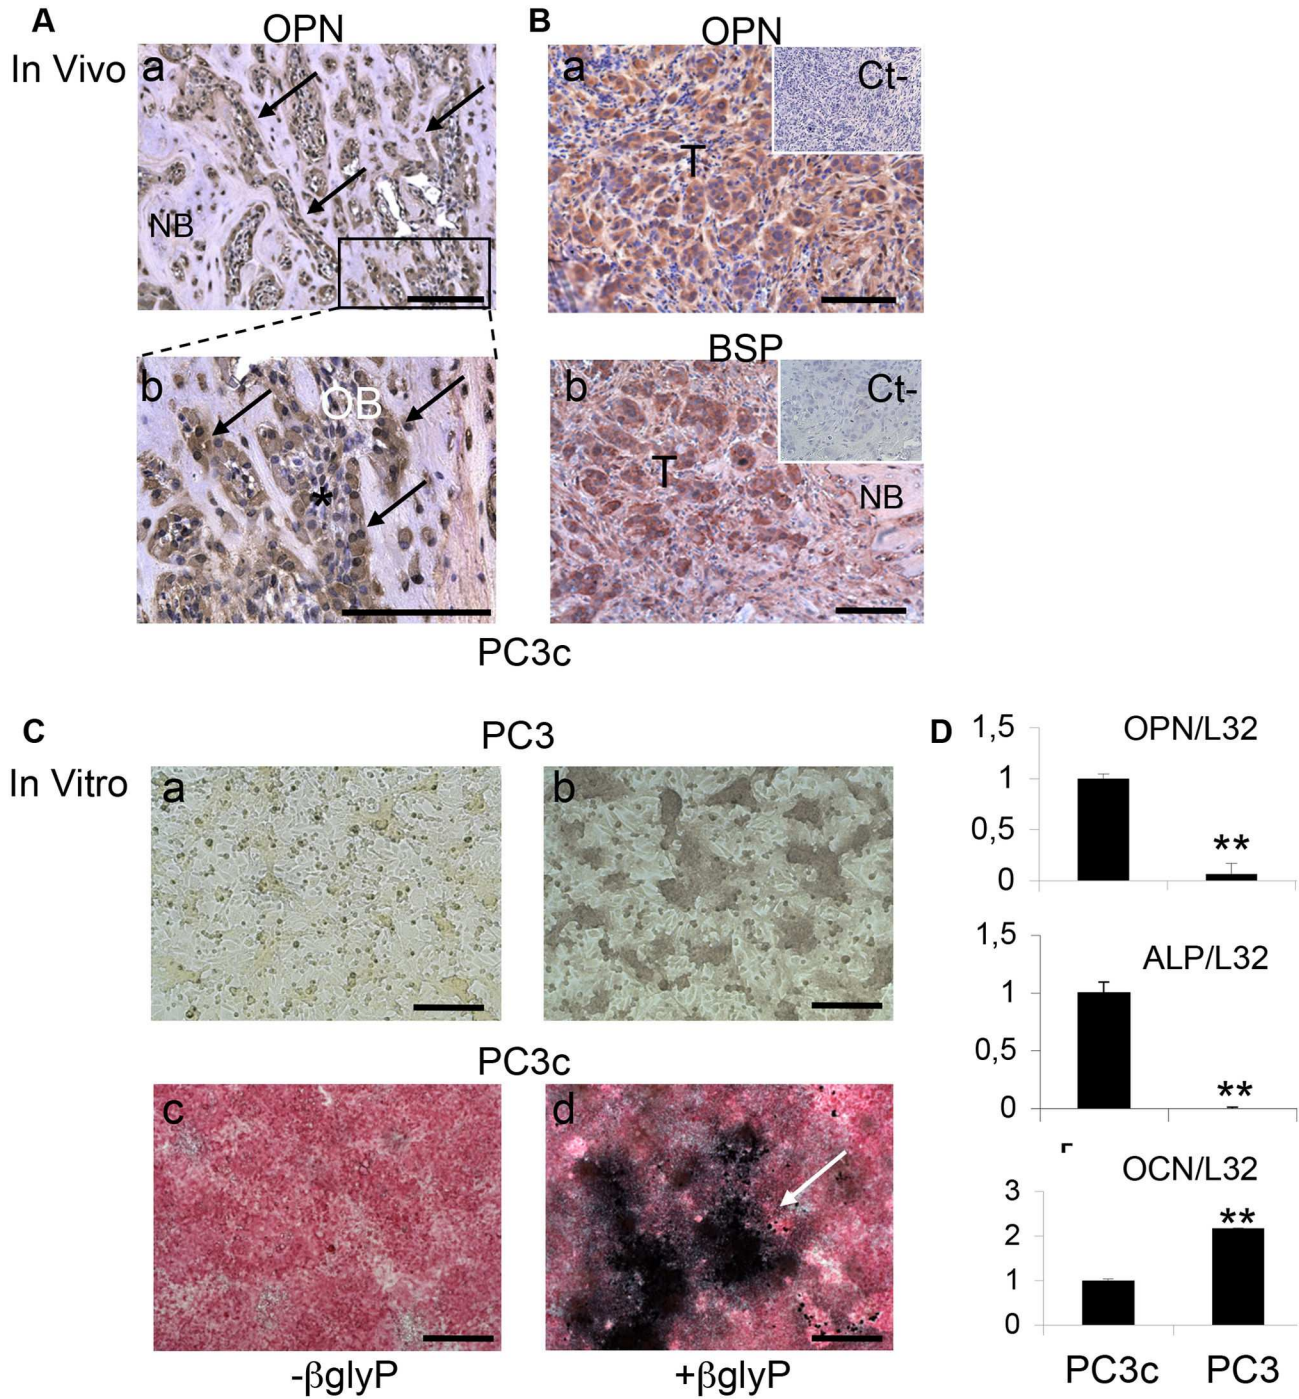 A
OPN
B
OPN
In Vivo
a
a
Ct-
T
NB
BSP
b
OB
b
Ct-
*
T
NB
PC3c
C
PC3
D
In Vitro
a
b
1,5
OPN/L32
1
0,5
**
0
1,5
ALP/L32
1
0,5
**
0
PC3c
c
d
OCN/L32
3
2
**
1
0
-βglyP
+βglyP
PC3c
PC3